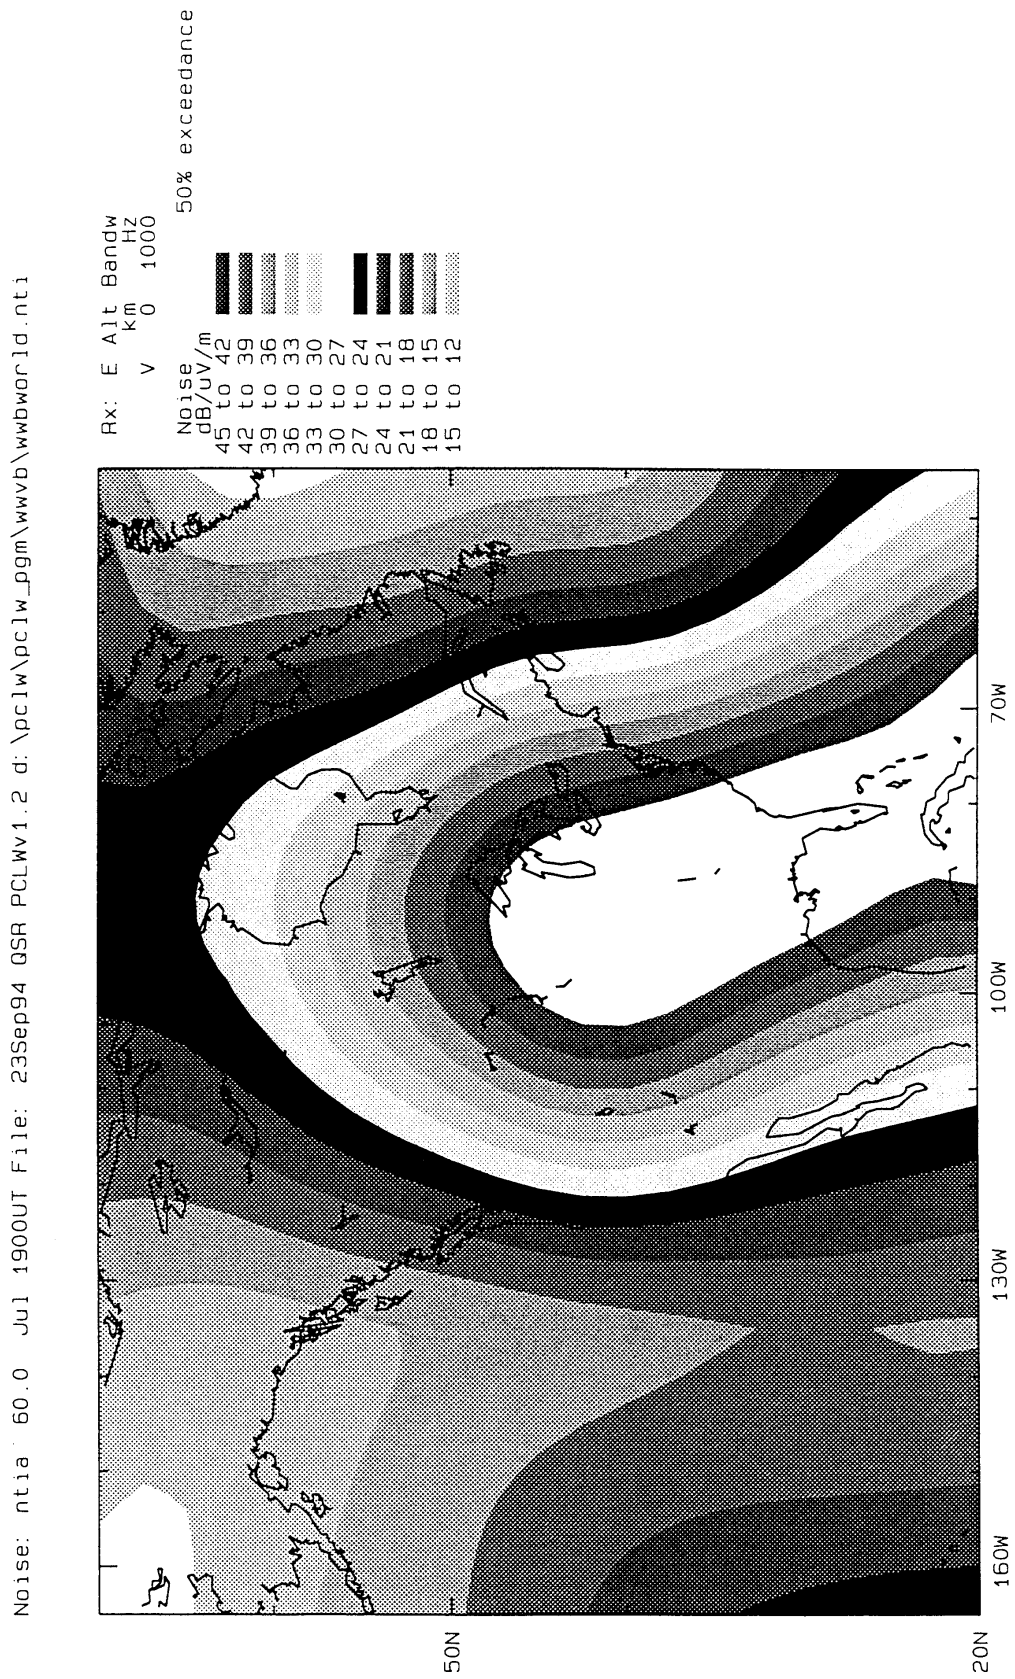 Noise: ntia 60.0 Jul 1900UT File: 23Sep94 QSR PCLWv1.2 d:\pclw\pclw_pgm\wwvb\wwbworld.nti
Rx: E Alt Bandw
km Hz
V 0 1000
Noise 50% exceedance
dB/uV/m
45 to 42
42 to 39
39 to 36
36 to 33
33 to 30
30 to 27
27 to 24
24 to 21
21 to 18
18 to 15
15 to 12
50N
20N
160W
130W
100W
70W